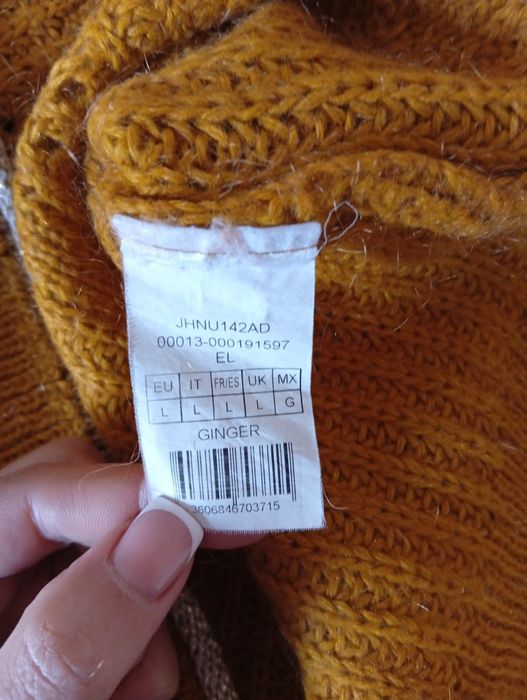 JHNU142AD
00013-000191597
EL
EU IT FR/ES UK MX
L L L L G
GINGER
3606846703715